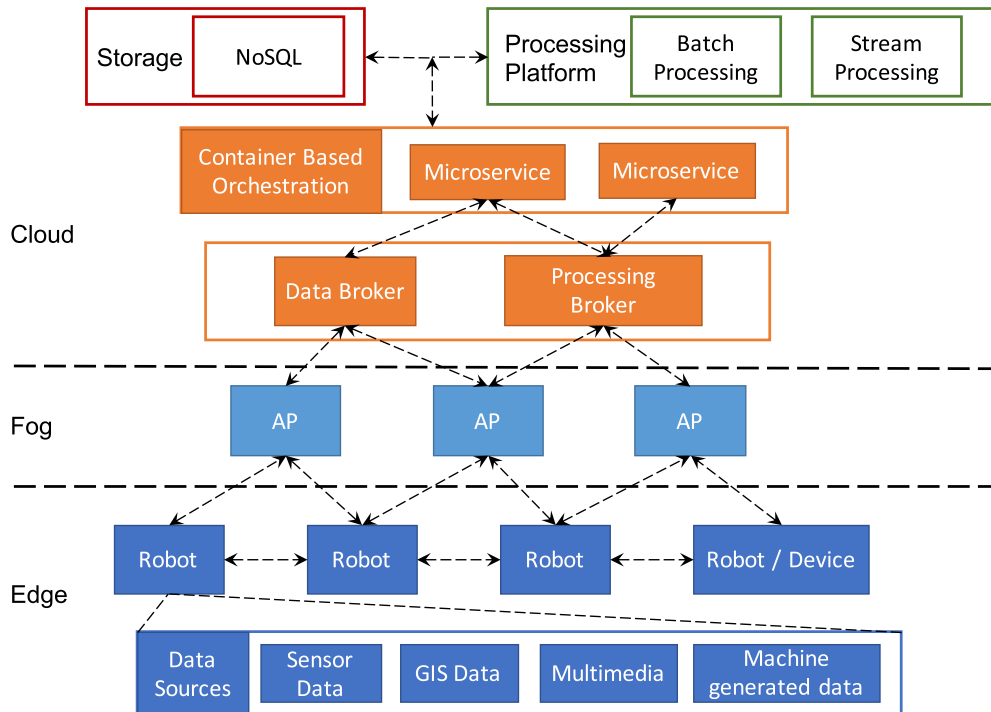 Storage
NoSQL
Processing
Platform
Batch
Processing
Stream
Processing
Container Based
Orchestration
Microservice
Microservice
Cloud
Data Broker
Processing
Broker
Fog
AP
AP
AP
Robot
Robot
Robot
Robot / Device
Edge
Data
Sources
Sensor
Data
GIS Data
Multimedia
Machine
generated data